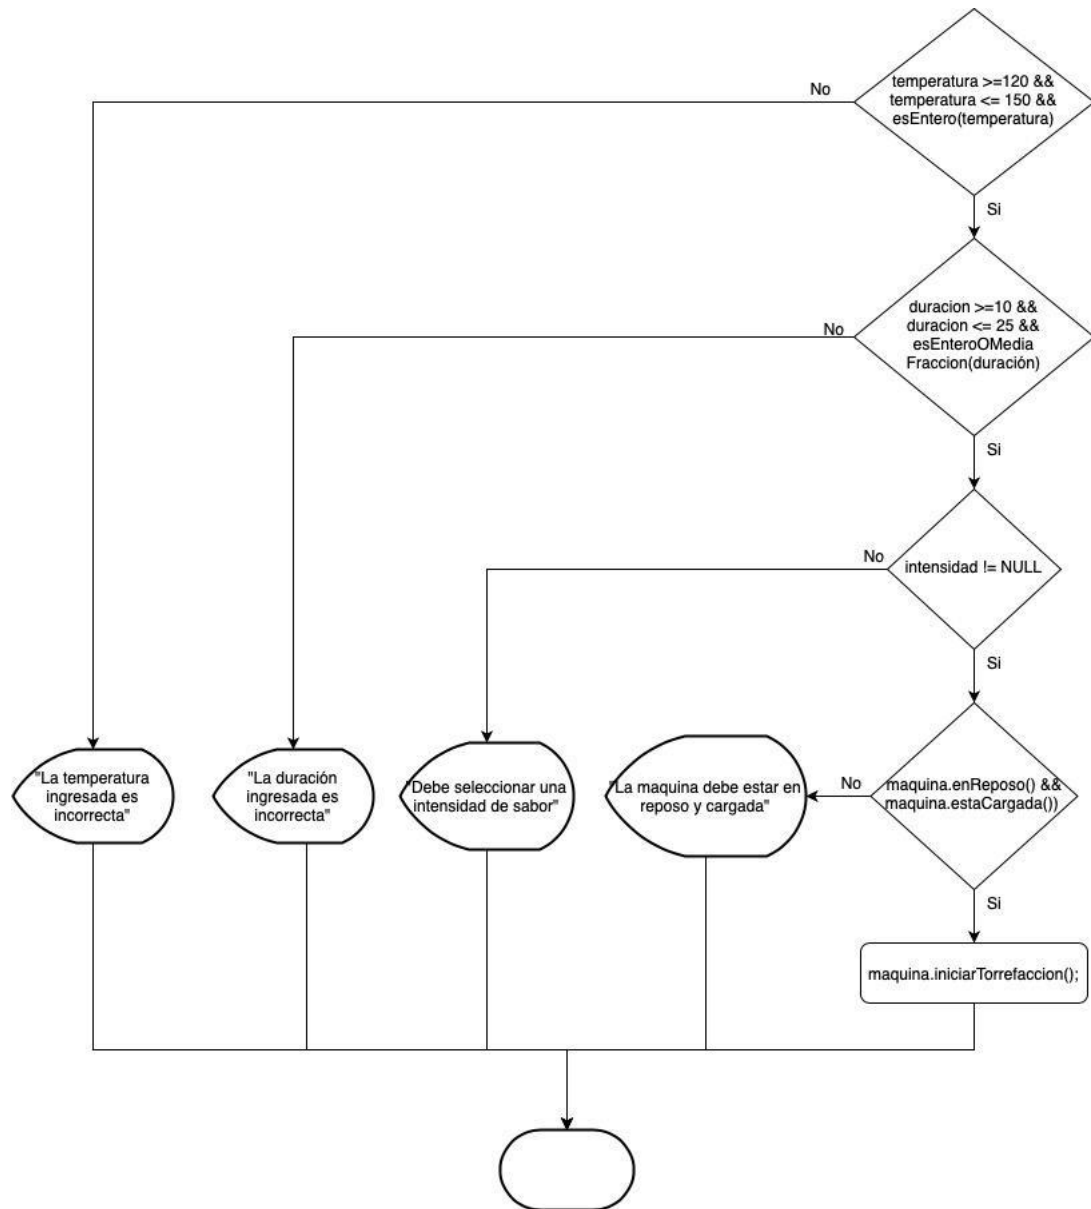 temperatura >=120 &&
temperatura <= 150 &&
esEntero(temperatura)
No
Si
duracion >=10 &&
duracion <= 25 &&
esEnteroOMedia
Fraccion(duración)
No
Si
intensidad != NULL
No
Si
maquina.enReposo() &&
maquina.estaCargada())
No
Si
"La temperatura
ingresada es
incorrecta"
"La duración
ingresada es
incorrecta"
"Debe seleccionar una
intensidad de sabor"
"La maquina debe estar en
reposo y cargada"
maquina.iniciarTorrefaccion();